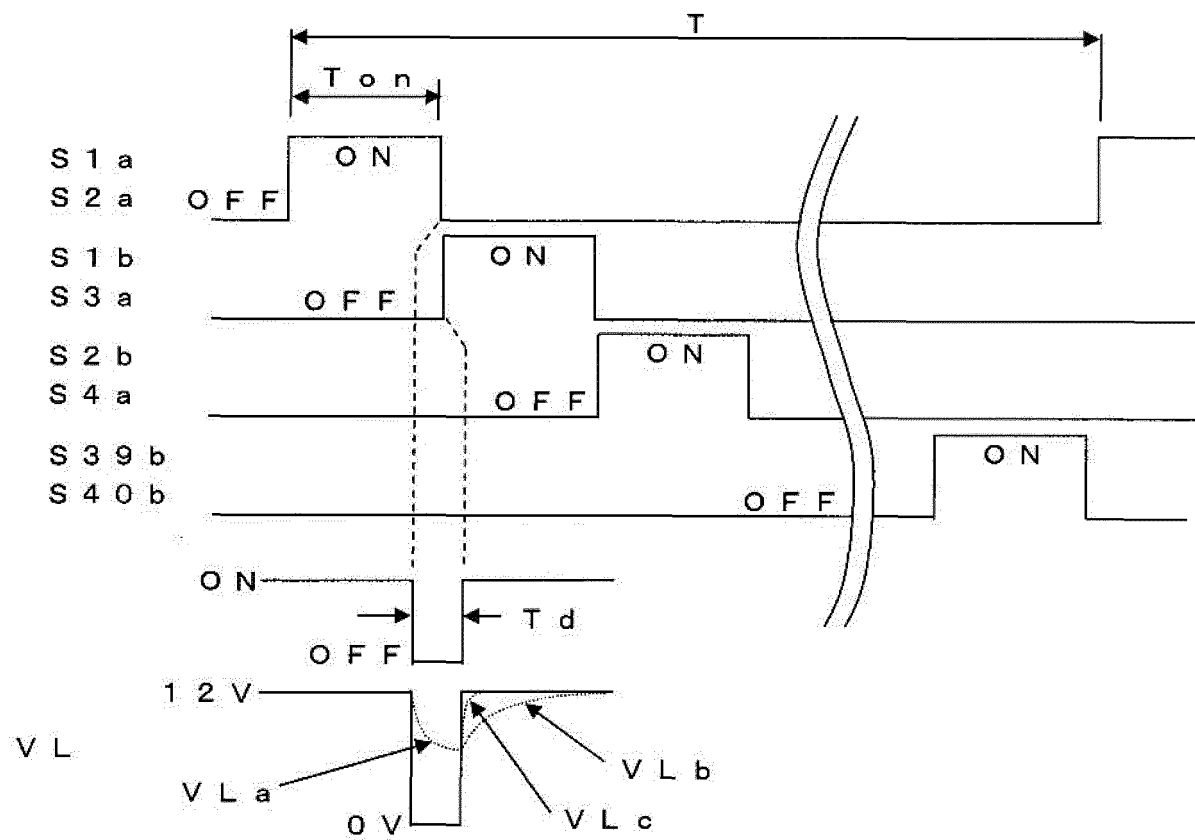 T
Ton
S1a
ON
S2a
OFF
S1b
ON
S3a
OFF
S2b
ON
S4a
OFF
S39b
ON
S40b
OFF
ON
Td
OFF
12V
VL
VLb
VLa
VLc
0V